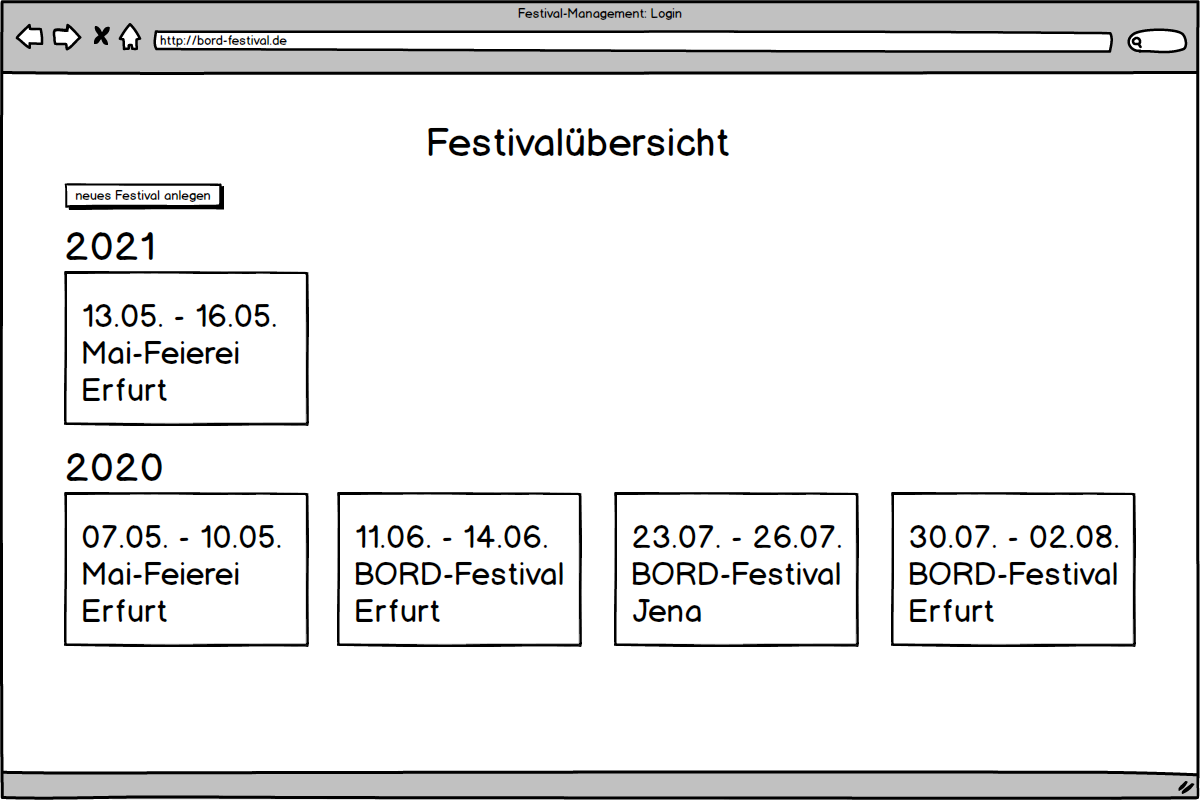 Festival-Management: Login
http://bord-festival.de
Festivalübersicht
neues Festival anlegen
2021
13.05. - 16.05.
Mai-Feierei
Erfurt
2020
07.05. - 10.05.
Mai-Feierei
Erfurt
11.06. - 14.06.
BORD-Festival
Erfurt
23.07. - 26.07.
BORD-Festival
Jena
30.07. - 02.08.
BORD-Festival
Erfurt